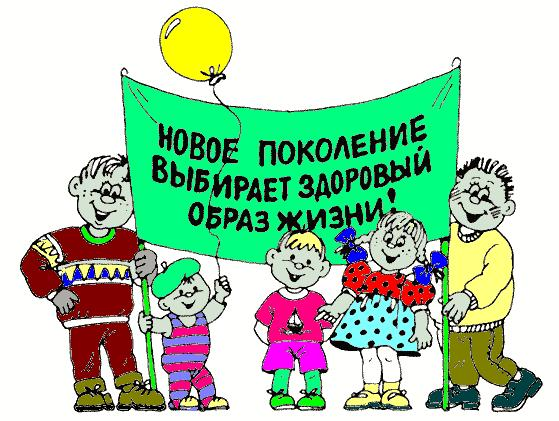 НОВОЕ ПОКОЛЕНИЕ
ВЫБИРАЕТ ЗДОРОВЫЙ
ОБРАЗ ЖИЗНИ!